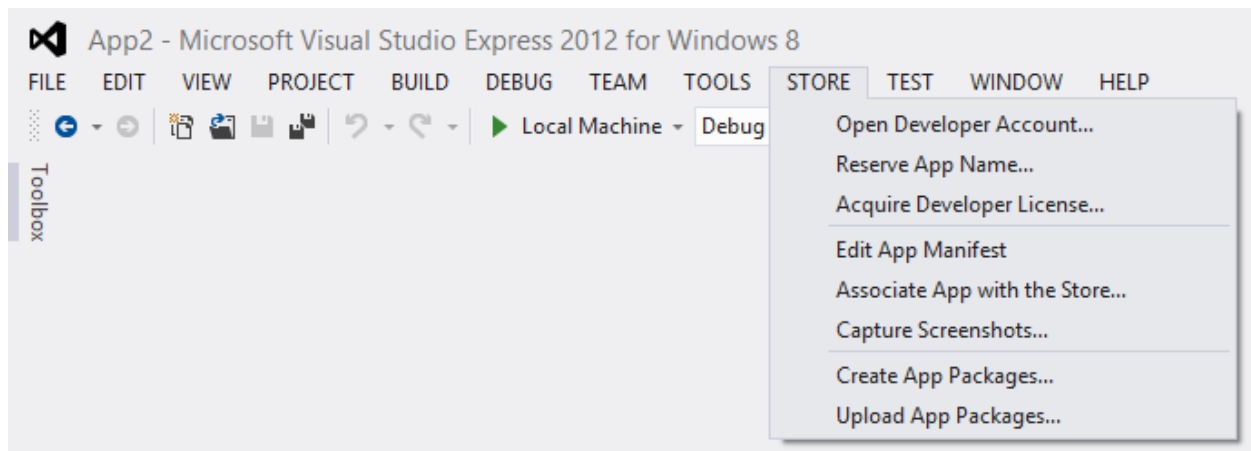 App2 - Microsoft Visual Studio Express 2012 for Windows 8
FILE EDIT VIEW PROJECT BUILD DEBUG TEAM TOOLS STORE TEST WINDOW HELP
Local Machine Debug
Toolbox
Open Developer Account...
Reserve App Name...
Acquire Developer License...
Edit App Manifest
Associate App with the Store...
Capture Screenshots...
Create App Packages...
Upload App Packages...